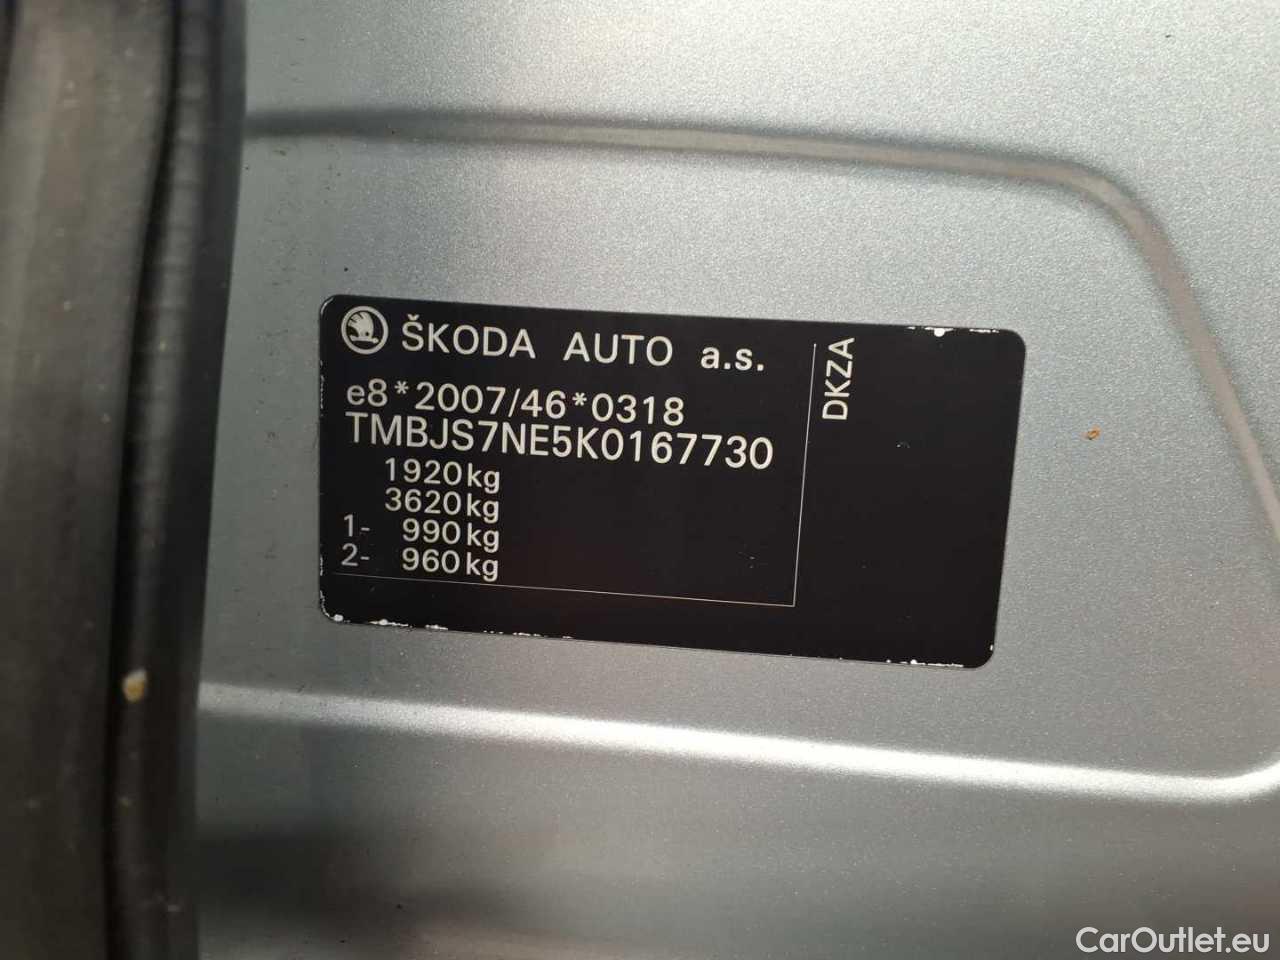 ŠKODA AUTO a.s.
e8*2007/46*0318
TMBJS7NE5K0167730
1920kg
3620kg
1- 990kg
2- 960kg
DKZA
CarOutlet.eu